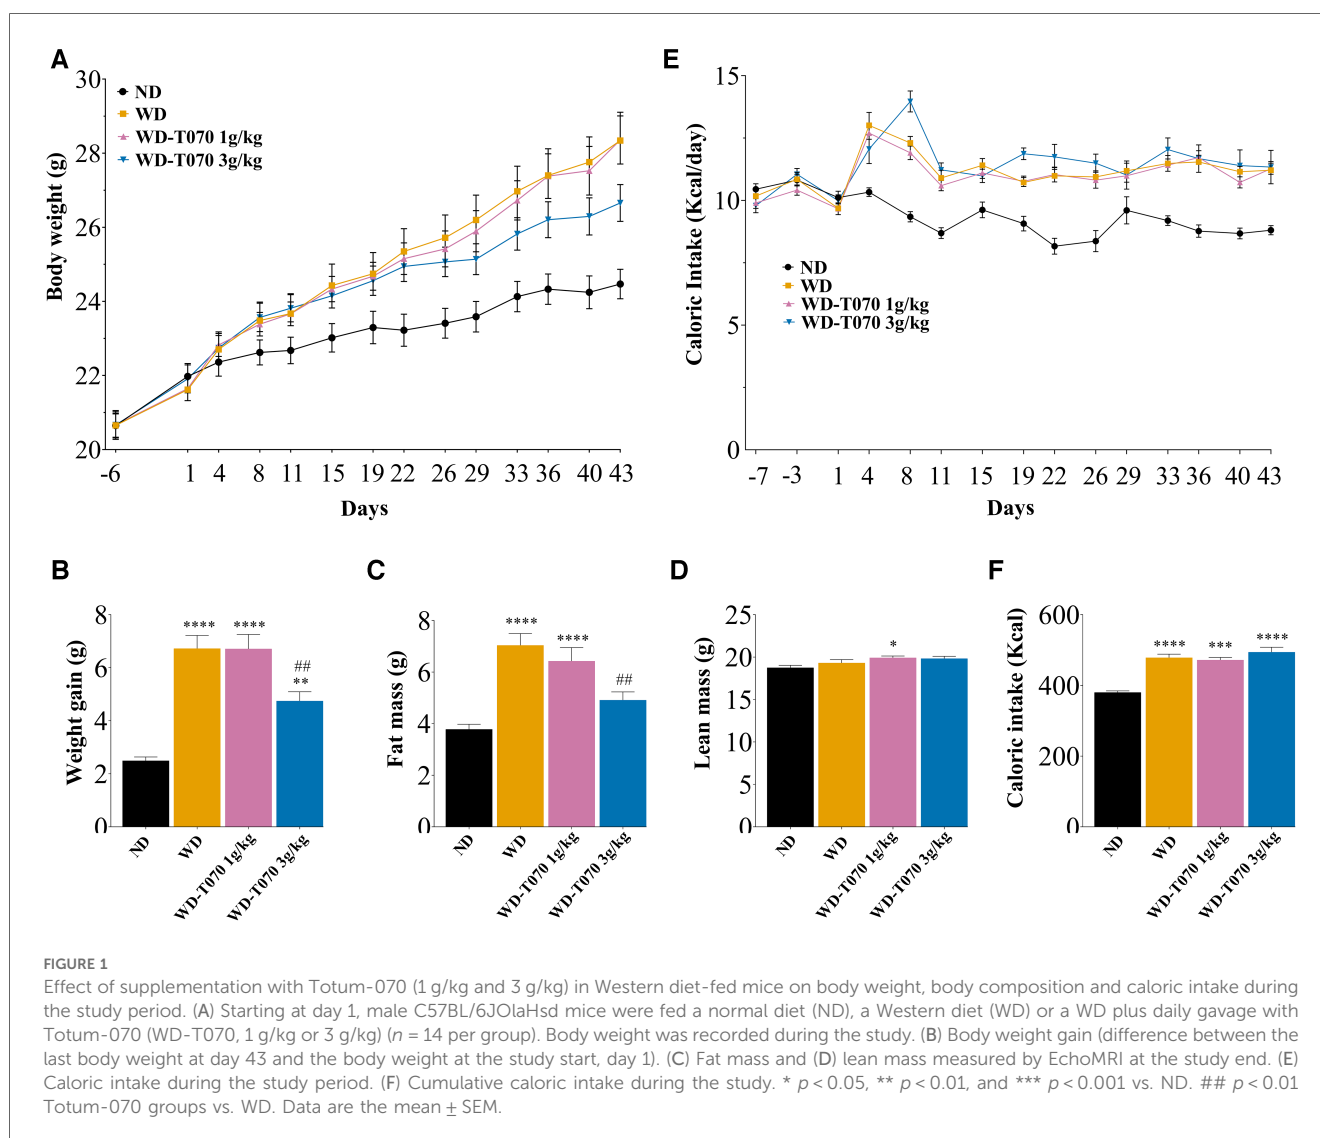 A
30
28
26
24
22
20
Body weight (g)
ND
WD
WD-T070 1g/kg
WD-T070 3g/kg
-6 1 4 8 11 15 19 22 26 29 33 36 40 43
Days
E
15
10
5
0
Caloric Intake (Kcal/day)
ND
WD
WD-T070 1g/kg
WD-T070 3g/kg
-7 -3 1 4 8 11 15 19 22 26 29 33 36 40 43
Days
B
8
6
4
2
0
Weight gain (g)
****
****
##
**
ND
WD
WD-T070 1g/kg
WD-T070 3g/kg
C
8
6
4
2
0
Fat mass (g)
****
****
##
ND
WD
WD-T070 1g/kg
WD-T070 3g/kg
D
25
20
15
10
5
0
Lean mass (g)
*
ND
WD
WD-T070 1g/kg
WD-T070 3g/kg
F
600
400
200
0
Caloric intake (Kcal)
****
***
****
ND
WD
WD-T070 1g/kg
WD-T070 3g/kg
FIGURE 1
Effect of supplementation with Totum-070 (1 g/kg and 3 g/kg) in Western diet-fed mice on body weight, body composition and caloric intake during
the study period. (A) Starting at day 1, male C57BL/6JOlaHsd mice were fed a normal diet (ND), a Western diet (WD) or a WD plus daily gavage with
Totum-070 (WD-T070, 1 g/kg or 3 g/kg) (n = 14 per group). Body weight was recorded during the study. (B) Body weight gain (difference between the
last body weight at day 43 and the body weight at the study start, day 1). (C) Fat mass and (D) lean mass measured by EchoMRI at the study end. (E)
Caloric intake during the study period. (F) Cumulative caloric intake during the study. * p < 0.05, ** p < 0.01, and *** p < 0.001 vs. ND. ## p < 0.01
Totum-070 groups vs. WD. Data are the mean ± SEM.